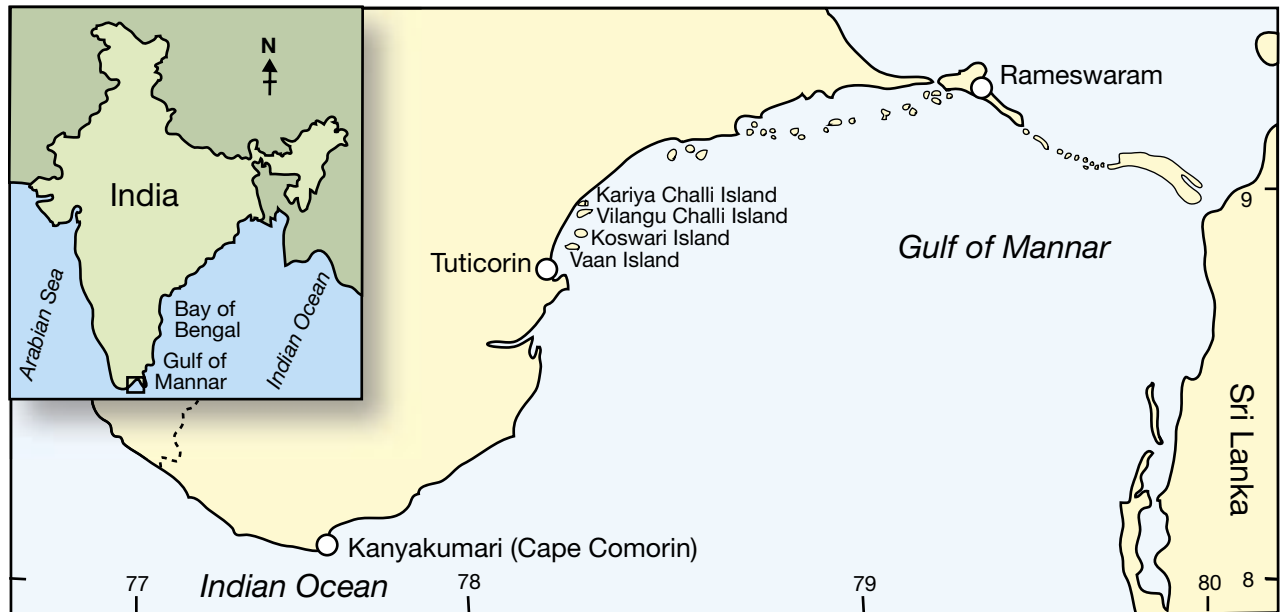 N
India
Arabian Sea
Bay of
Bengal
Indian Ocean
Gulf of
Mannar
Rameswaram
Kariya Challi Island
Vilangu Challi Island
Koswari Island
Vaan Island
Tuticorin
Gulf of Mannar
9
Sri Lanka
Kanyakumari (Cape Comorin)
Indian Ocean
77
78
79
80
8